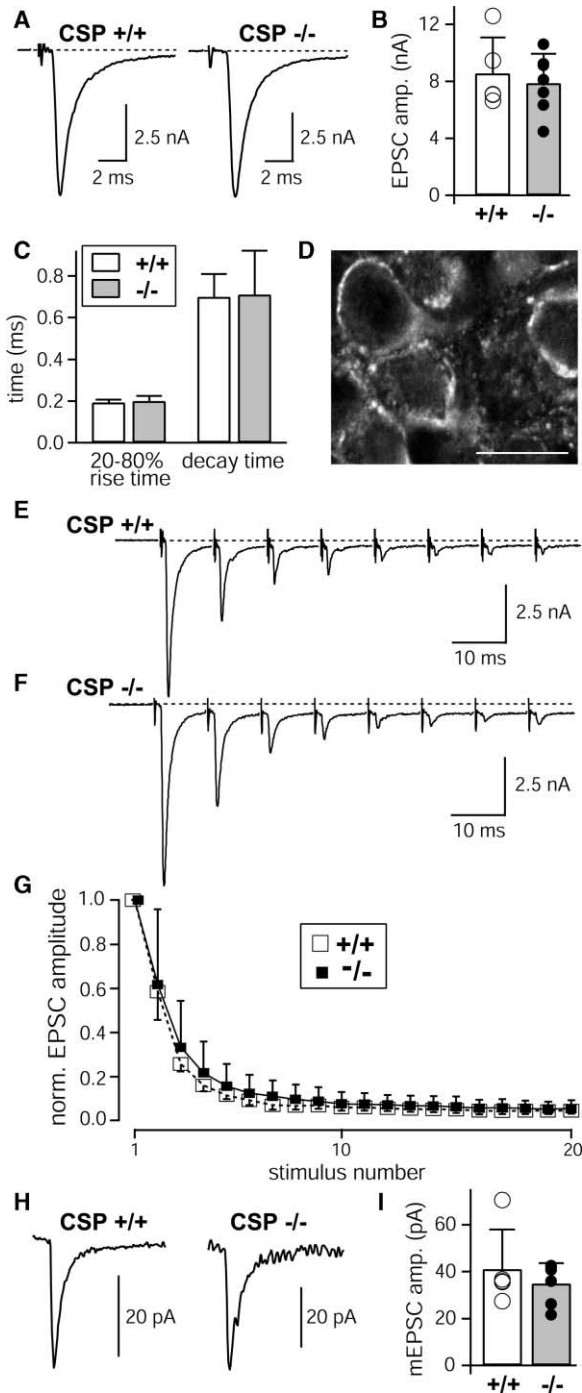 A
CSP +/+
CSP -/-
2.5 nA
2 ms
2.5 nA
2 ms
B
EPSC amp. (nA)
12
8
4
0
+/+
-/-
C
+/+
-/-
time (ms)
0.8
0.6
0.4
0.2
0.0
20-80%
rise time
decay time
D
E
CSP +/+
2.5 nA
10 ms
F
CSP -/-
2.5 nA
10 ms
G
norm. EPSC amplitude
1.0
0.8
0.6
0.4
0.2
0.0
+/+
-/-
1
10
20
stimulus number
H
CSP +/+
CSP -/-
20 pA
20 pA
I
mEPSC amp. (pA)
60
40
20
0
+/+
-/-